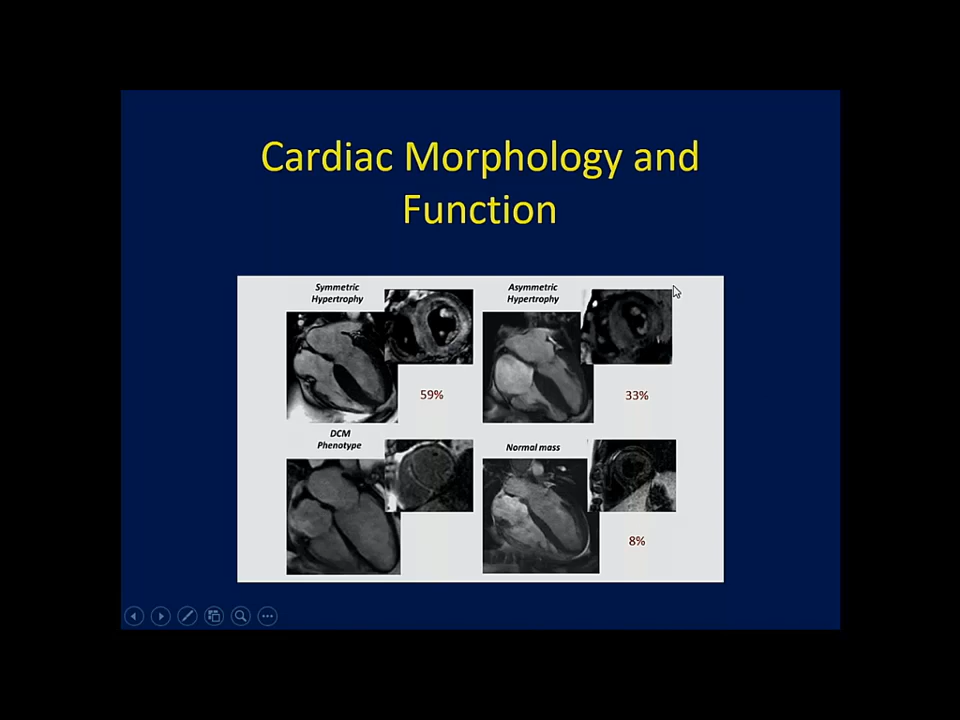 Cardiac Morphology and
Function
Symmetric
Hypertrophy
59%
Asymmetric
Hypertrophy
33%
DCM
Phenotype
Normal mass
8%